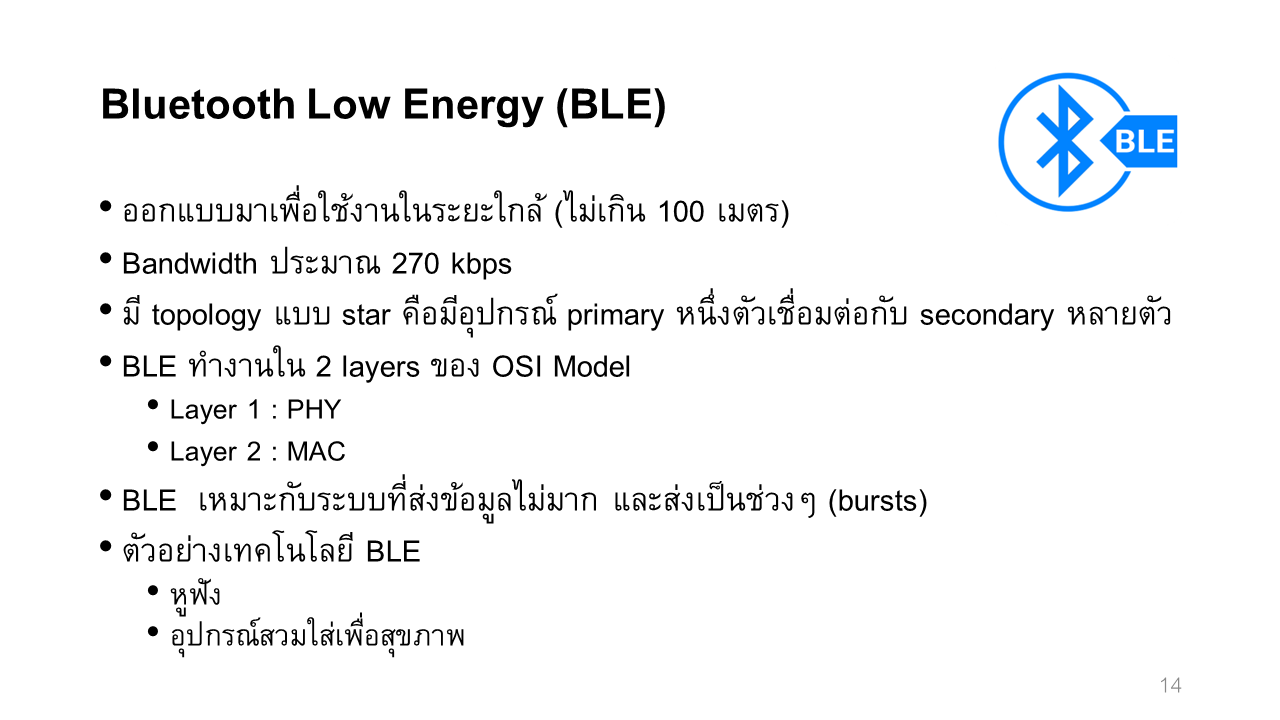 Bluetooth Low Energy (BLE)
BLE
• ออกแบบมาเพื่อใช้งานในระยะใกล้ (ไม่เกิน 100 เมตร)
• Bandwidth ประมาณ 270 kbps
• มี topology แบบ star คือมีอุปกรณ์ primary หนึ่งตัวเชื่อมต่อกับ secondary หลายตัว
• BLE ทำงานใน 2 layers ของ OSI Model
• Layer 1 : PHY
• Layer 2 : MAC
• BLE เหมาะกับระบบที่ส่งข้อมูลไม่มาก และส่งเป็นช่วงๆ (bursts)
• ตัวอย่างเทคโนโลยี BLE
• หูฟัง
• อุปกรณ์สวมใส่เพื่อสุขภาพ
14